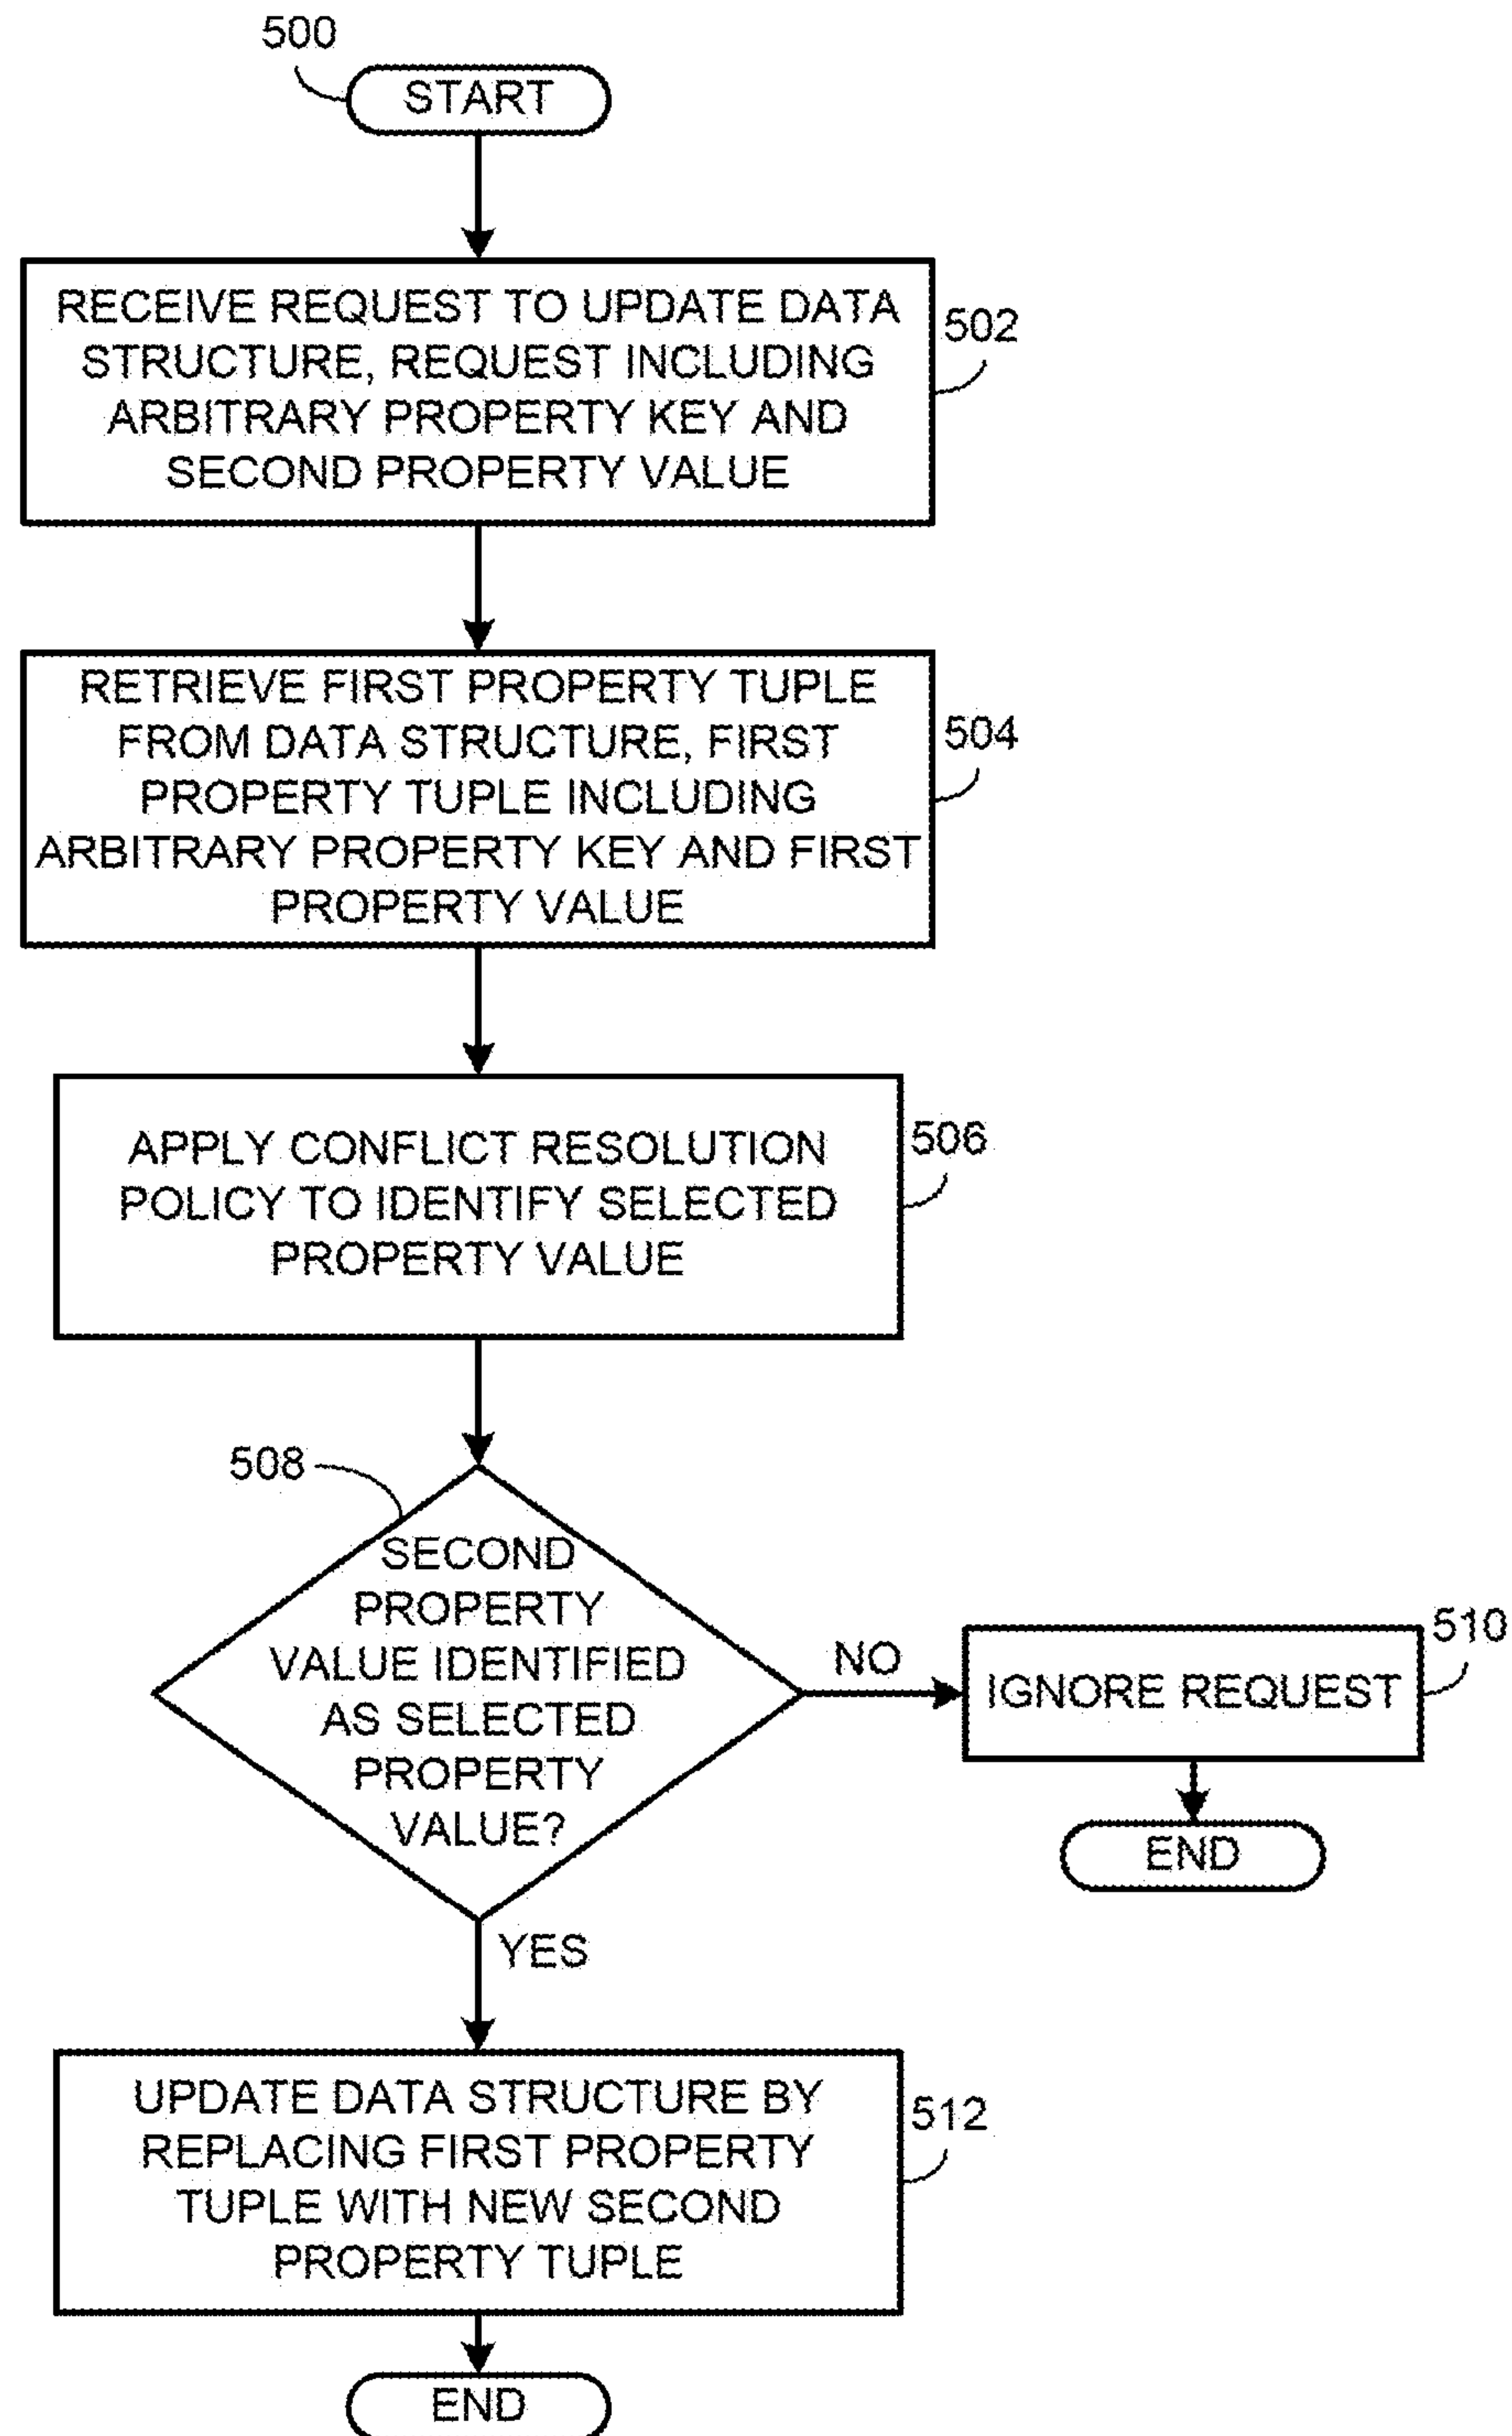 500
START
RECEIVE REQUEST TO UPDATE DATA
STRUCTURE, REQUEST INCLUDING
ARBITRARY PROPERTY KEY AND
SECOND PROPERTY VALUE
502
RETRIEVE FIRST PROPERTY TUPLE
FROM DATA STRUCTURE, FIRST
PROPERTY TUPLE INCLUDING
ARBITRARY PROPERTY KEY AND FIRST
PROPERTY VALUE
504
APPLY CONFLICT RESOLUTION
POLICY TO IDENTIFY SELECTED
PROPERTY VALUE
506
508
SECOND
PROPERTY
VALUE IDENTIFIED
AS SELECTED
PROPERTY
VALUE?
NO
IGNORE REQUEST
510
END
YES
UPDATE DATA STRUCTURE BY
REPLACING FIRST PROPERTY
TUPLE WITH NEW SECOND
PROPERTY TUPLE
512
END